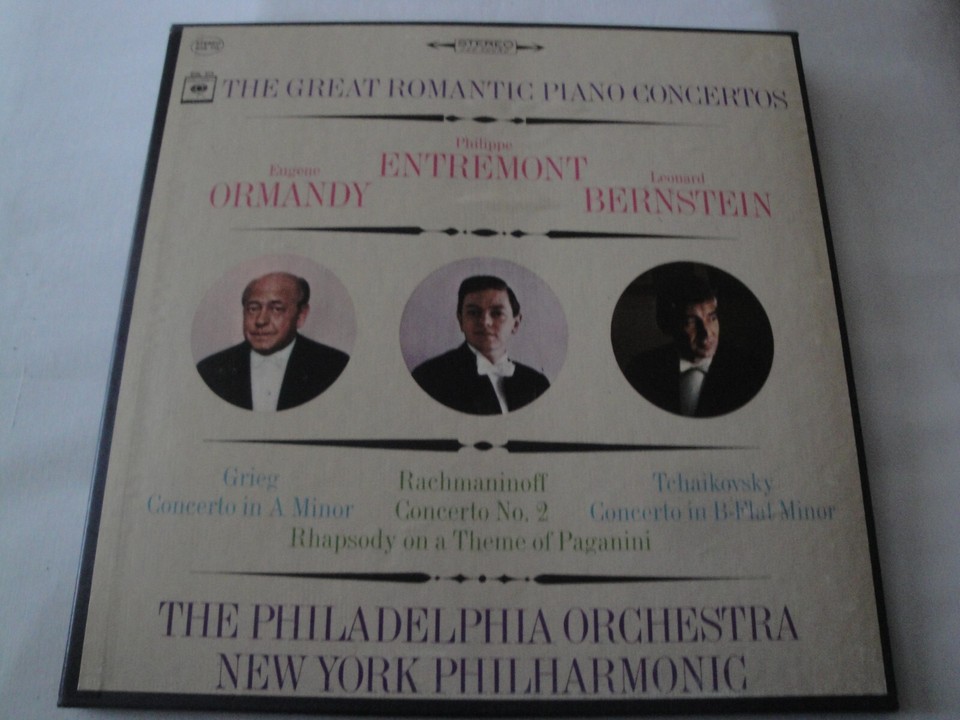 STEREO
THE GREAT ROMANTIC PIANO CONCERTOS
Philippe
ENTREMONT
Eugene
ORMANDY
Leonard
BERNSTEIN
Grieg
Concerto in A Minor
Rachmaninoff
Concerto No. 2
Tchaikovsky
Concerto in B-Flat Minor
Rhapsody on a Theme of Paganini
THE PHILADELPHIA ORCHESTRA
NEW YORK PHILHARMONIC